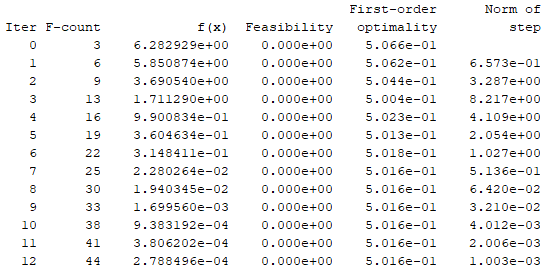 First-order Norm of
Iter F-count f(x) Feasibility optimality step
0 3 6.282929e+00 0.000e+00 5.066e-01
1 6 5.850874e+00 0.000e+00 5.062e-01 6.573e-01
2 9 3.690540e+00 0.000e+00 5.044e-01 3.287e+00
3 13 1.711290e+00 0.000e+00 5.004e-01 8.217e+00
4 16 9.900834e-01 0.000e+00 5.023e-01 4.109e+00
5 19 3.604634e-01 0.000e+00 5.013e-01 2.054e+00
6 22 3.148411e-01 0.000e+00 5.018e-01 1.027e+00
7 25 2.280264e-02 0.000e+00 5.016e-01 5.136e-01
8 30 1.940345e-02 0.000e+00 5.016e-01 6.420e-02
9 33 1.699560e-03 0.000e+00 5.016e-01 3.210e-02
10 38 9.383192e-04 0.000e+00 5.016e-01 4.012e-03
11 41 3.806202e-04 0.000e+00 5.016e-01 2.006e-03
12 44 2.788496e-04 0.000e+00 5.016e-01 1.003e-03